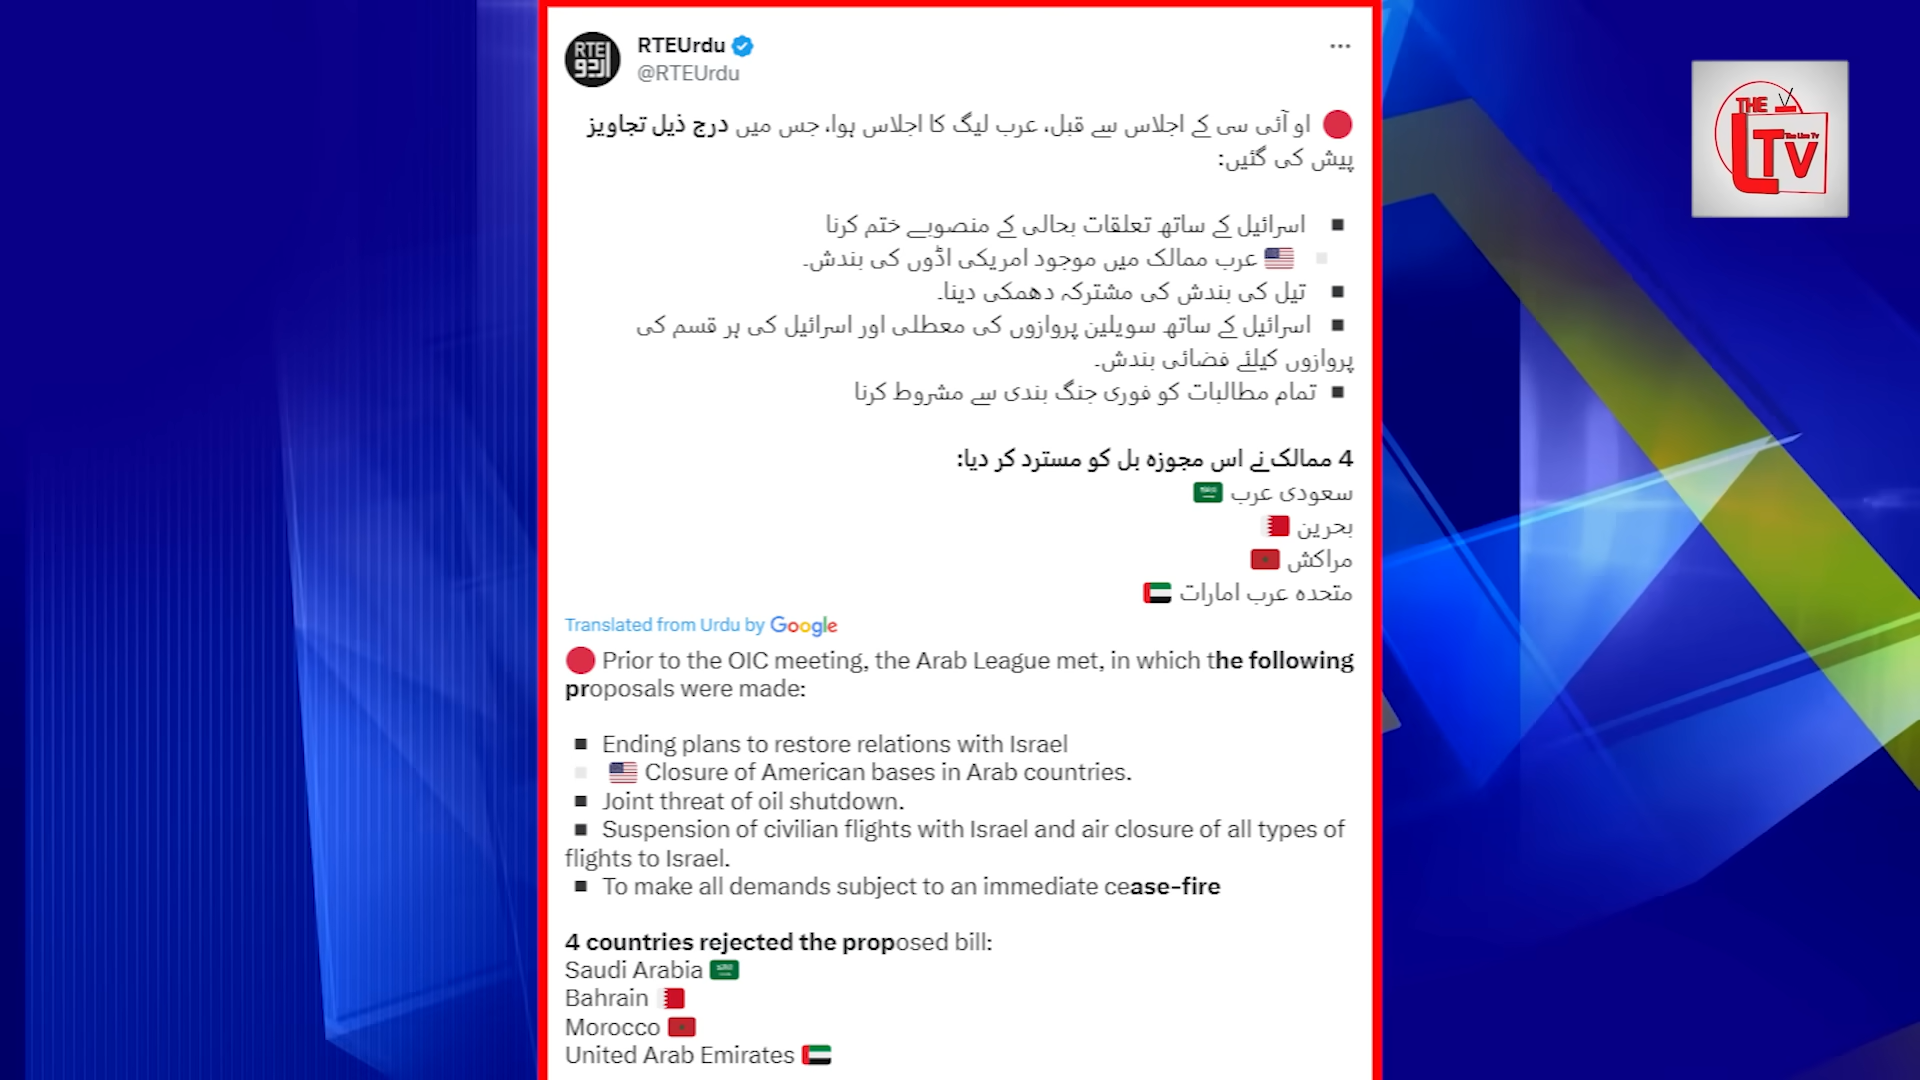 RTEUrdu
@RTEUrdu
RTE
اردو
THE
LTV
The Live Tv
او آئی سی کے اجلاس سے قبل، عرب لیگ کا اجلاس ہوا، جس میں درج ذیل تجاویز
پیش کی گئیں:
▪ اسرائیل کے ساتھ تعلقات بحالی کے منصوبے ختم کرنا
عرب ممالک میں موجود امریکی اڈوں کی بندش۔
▪ تیل کی بندش کی مشترکہ دھمکی دینا۔
▪ اسرائیل کے ساتھ سویلین پروازوں کی معطلی اور اسرائیل کی ہر قسم کی
پروازوں کیلئے فضائی بندش۔
▪ تمام مطالبات کو فوری جنگ بندی سے مشروط کرنا
4 ممالک نے اس مجوزہ بل کو مسترد کر دیا:
سعودی عرب
بحرین
مراکش
متحدہ عرب امارات
Translated from Urdu by Google
Prior to the OIC meeting, the Arab League met, in which the following
proposals were made:
▪ Ending plans to restore relations with Israel
Closure of American bases in Arab countries.
▪ Joint threat of oil shutdown.
▪ Suspension of civilian flights with Israel and air closure of all types of
flights to Israel.
▪ To make all demands subject to an immediate cease-fire
4 countries rejected the proposed bill:
Saudi Arabia
Bahrain
Morocco
United Arab Emirates